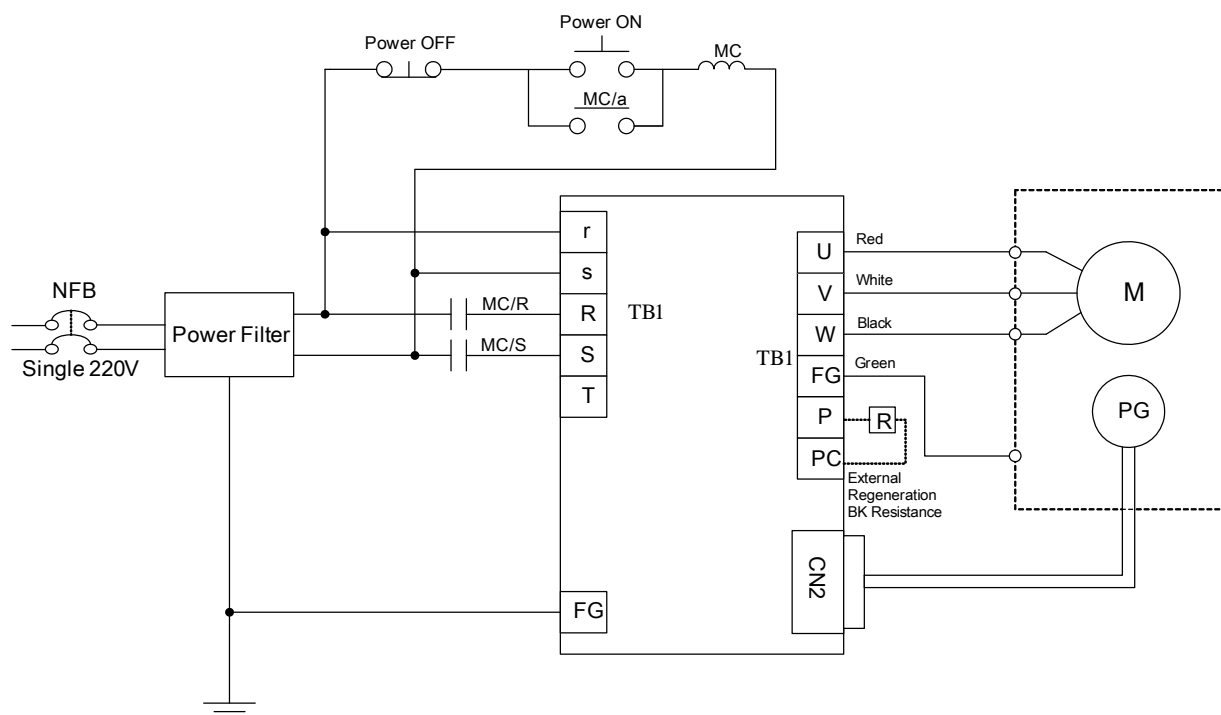 Power ON
Power OFF
MC
MC/a
r
s
NFB
Power Filter
MC/R
R
TB1
MC/S
S
Single 220V
T
U
Red
V
White
M
W
Black
TB1
FG
Green
P
R
PG
PC
External
Regeneration
BK Resistance
CN2
FG